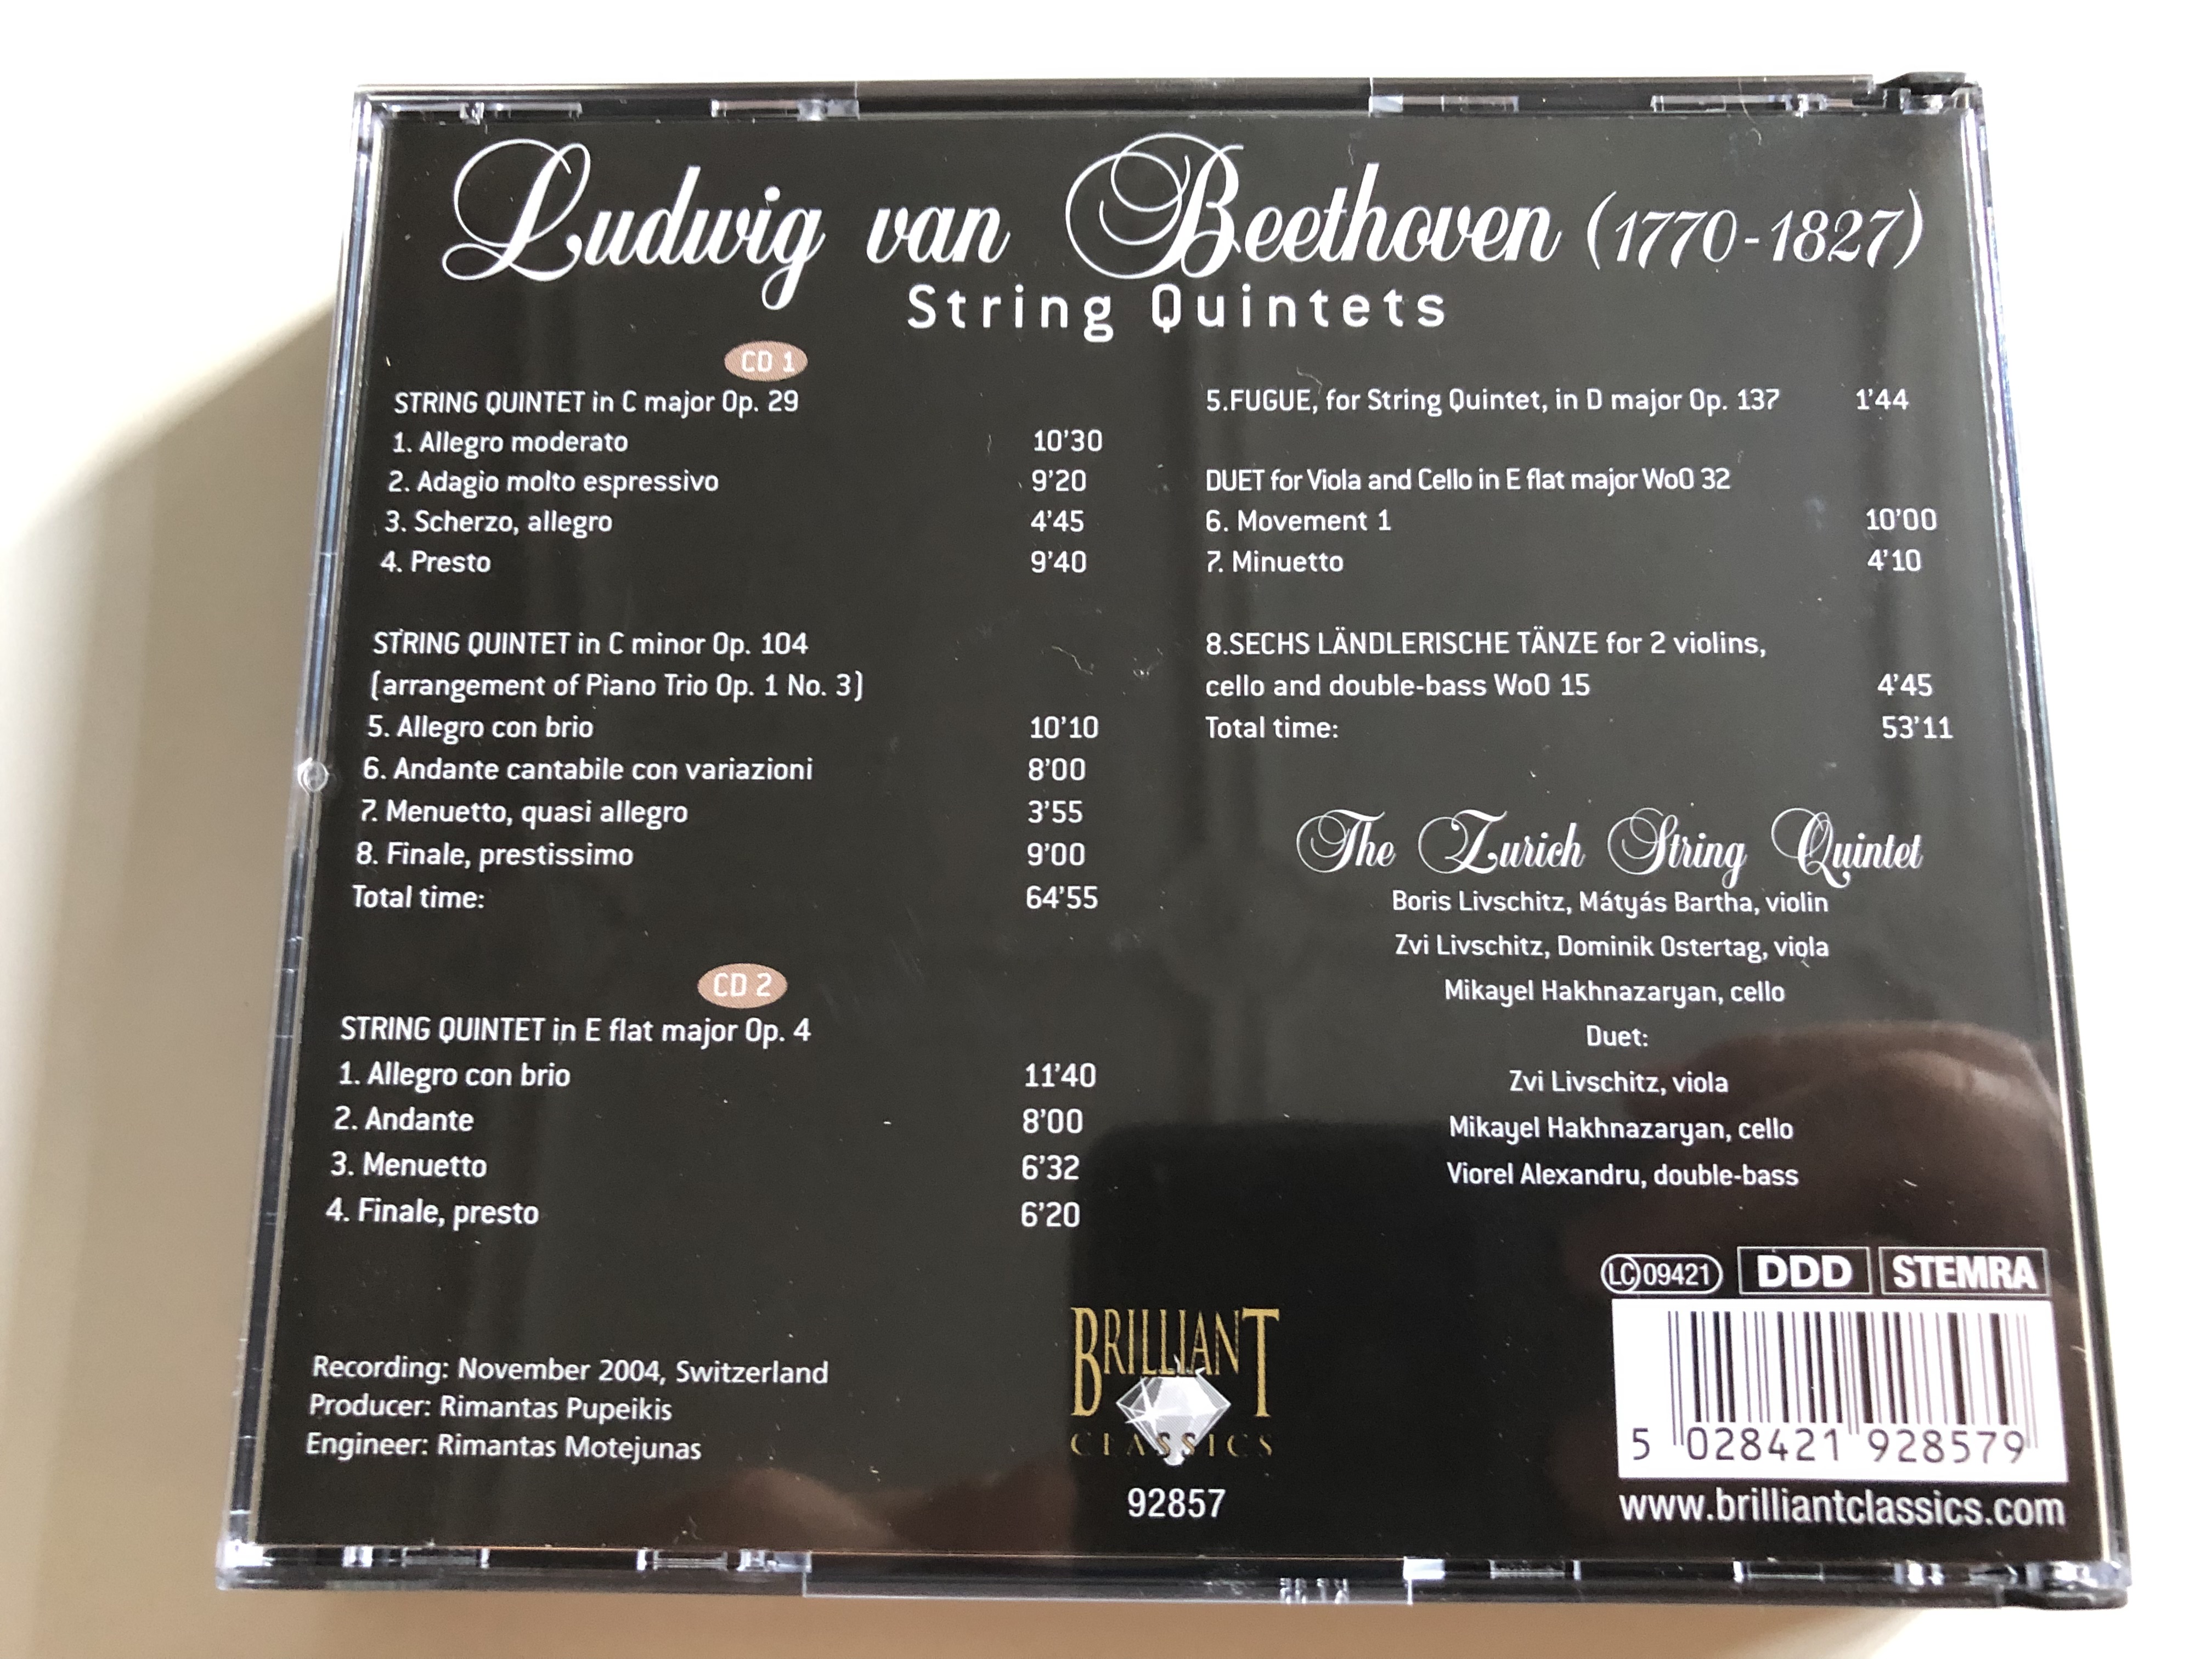 Ludwig van Beethoven (1770-1827)
String Quintets
CD 1
STRING QUINTET in C major Op. 29
1. Allegro moderato 10'30
2. Adagio molto espressivo 9'20
3. Scherzo, allegro 4'45
4. Presto 9'40
STRING QUINTET in C minor Op. 104
(arrangement of Piano Trio Op. 1 No. 3)
5. Allegro con brio 10'10
6. Andante cantabile con variazioni 8'00
7. Menuetto, quasi allegro 3'55
8. Finale, prestissimo 9'00
Total time: 64'55
CD 2
STRING QUINTET in E flat major Op. 4
1. Allegro con brio 11'40
2. Andante 8'00
3. Menuetto 6'32
4. Finale, presto 6'20
5.FUGUE, for String Quintet, in D major Op. 137 1'44
DUET for Viola and Cello in E flat major WoO 32
6. Movement 1 10'00
7. Minuetto 4'10
8.SECHS LÄNDLERISCHE TÄNZE for 2 violins,
cello and double-bass WoO 15 4'45
Total time: 53'11
The Zurich String Quintet
Boris Livschitz, Mátyás Bartha, violin
Zvi Livschitz, Dominik Ostertag, viola
Mikayel Hakhnazaryan, cello
Duet:
Zvi Livschitz, viola
Mikayel Hakhnazaryan, cello
Viorel Alexandru, double-bass
Recording: November 2004, Switzerland
Producer: Rimantas Pupeikis
Engineer: Rimantas Motejunas
BRILLIANT
CLASSICS
92857
LC 09421 DDD STEMRA
5 028421 928579
www.brilliantclassics.com